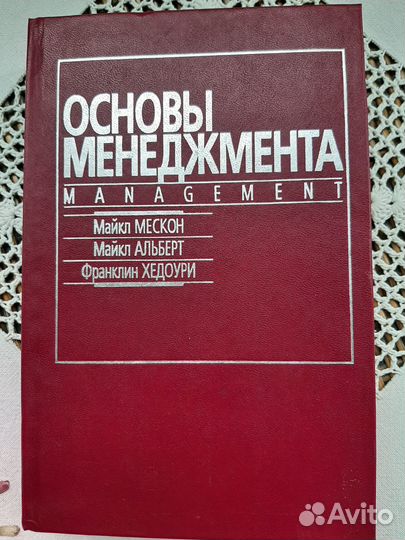 ОСНОВЫ
МЕНЕДЖМЕНТА
MANAGEMENT
Майкл МЕСКОН
Майкл АЛЬБЕРТ
Франклин ХЕДОУРИ
Avito